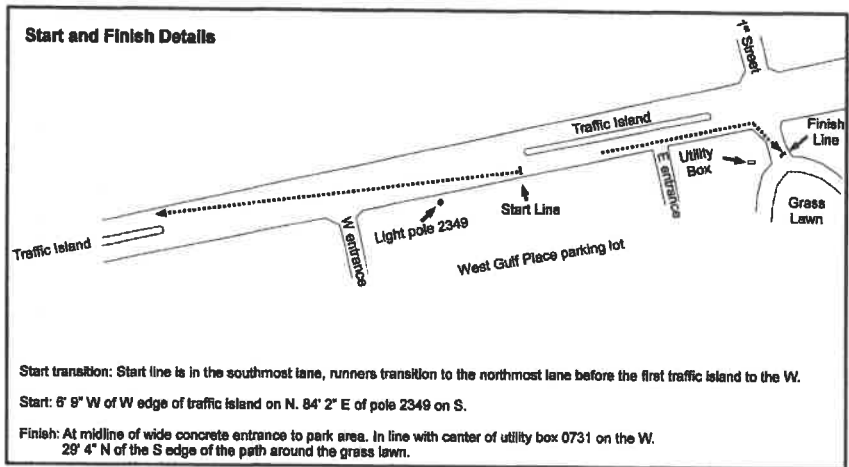 Start and Finish Details
1st Street
Traffic Island
Finish
Line
Utility
Box
E entrance
Grass
Lawn
Start Line
Light pole 2349
W entrance
Traffic Island
West Gulf Place parking lot
Start transition: Start line is in the southmost lane, runners transition to the northmost lane before the first traffic island to the W.
Start: 6' 9" W of W edge of traffic island on N. 84' 2" E of pole 2349 on S.
Finish: At midline of wide concrete entrance to park area. In line with center of utility box 0731 on the W.
29' 4" N of the S edge of the path around the grass lawn.